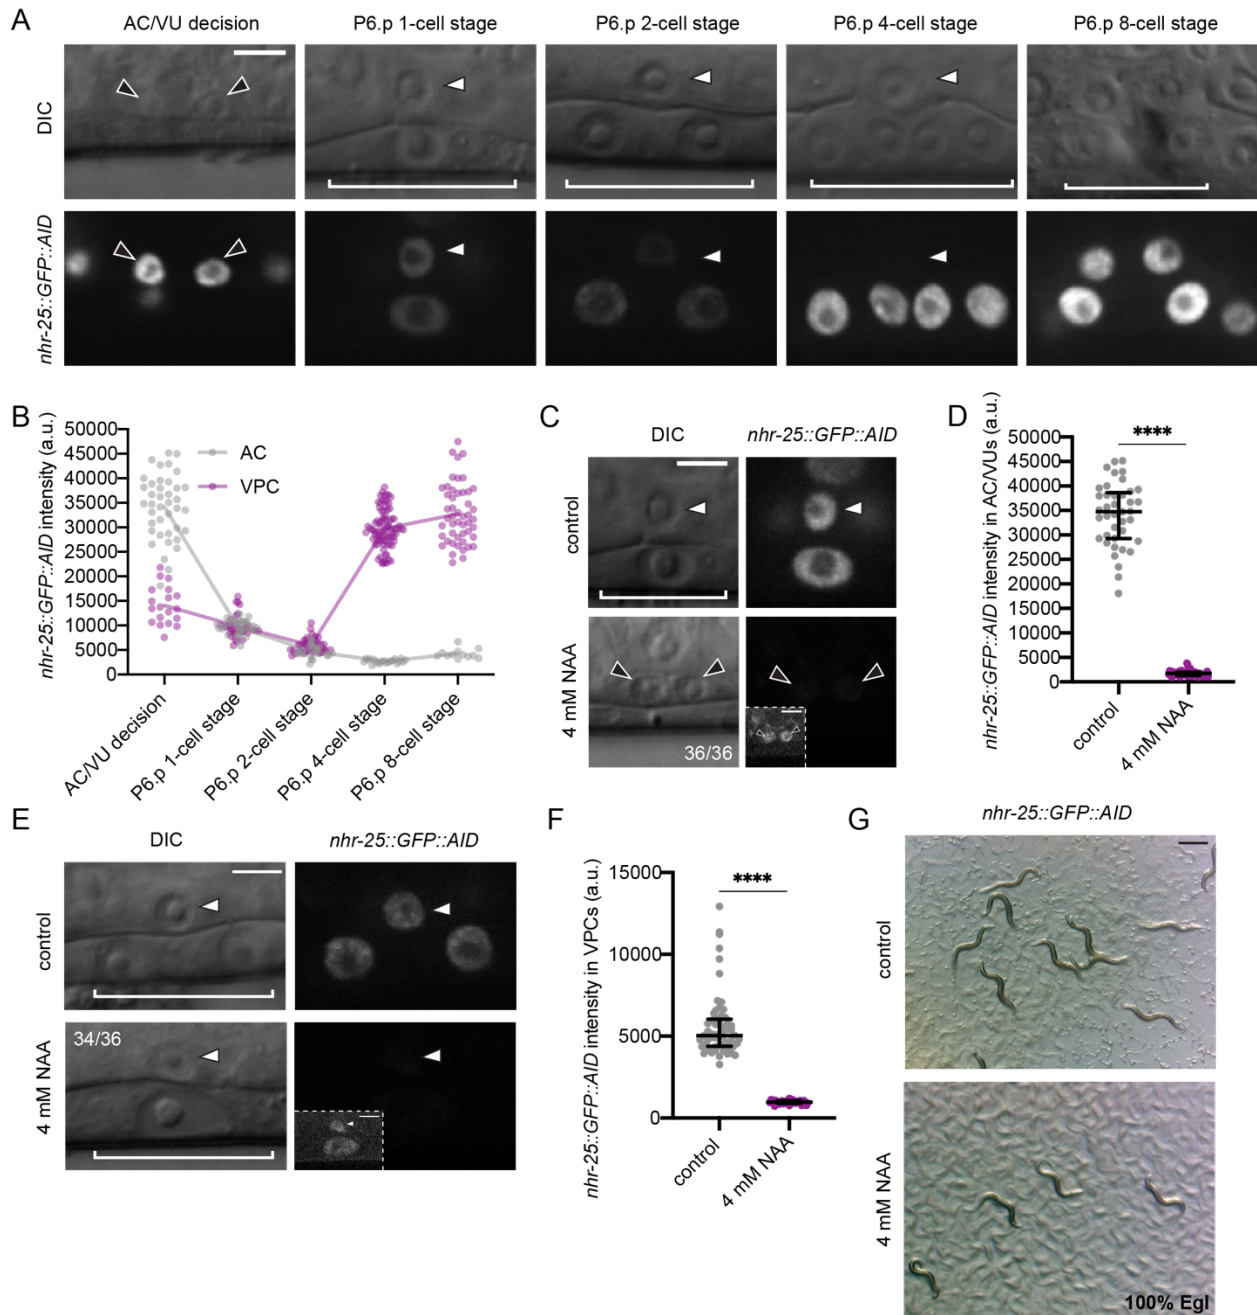 A
AC/VU decision
P6.p 1-cell stage
P6.p 2-cell stage
P6.p 4-cell stage
P6.p 8-cell stage
DIC
nhr-25::GFP::AID
B
nhr-25::GFP::AID intensity (a.u.)
50000
45000
40000
35000
30000
25000
20000
15000
10000
5000
0
AC
VPC
AC/VU decision
P6.p 1-cell stage
P6.p 2-cell stage
P6.p 4-cell stage
P6.p 8-cell stage
C
DIC
nhr-25::GFP::AID
control
4 mM NAA
36/36
D
nhr-25::GFP::AID intensity in AC/VUs (a.u.)
****
50000
45000
40000
35000
30000
25000
20000
15000
10000
5000
0
control
4 mM NAA
E
DIC
nhr-25::GFP::AID
control
4 mM NAA
34/36
F
nhr-25::GFP::AID intensity in VPCs (a.u.)
****
15000
10000
5000
0
control
4 mM NAA
G
nhr-25::GFP::AID
control
4 mM NAA
100% Egl